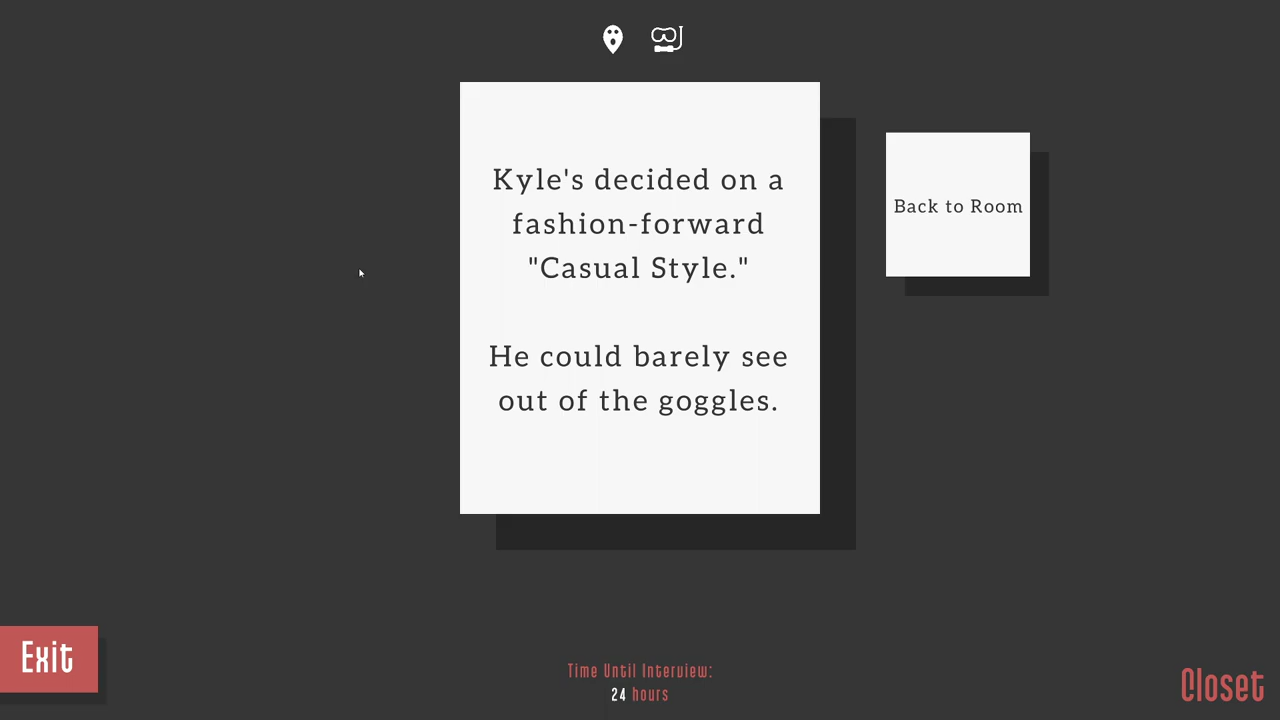 Kyle's decided on a
fashion-forward
"Casual Style."
He could barely see
out of the goggles.
Back to Room
Exit
Time Until Interview:
24 hours
Closet